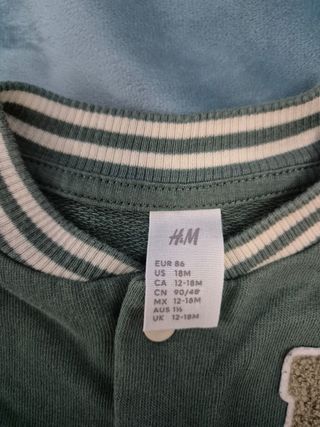 H&M
EUR 86
US 18M
CA 12-18M
CN 90/48
MX 12-18M
AUS 1½
UK 12-18M